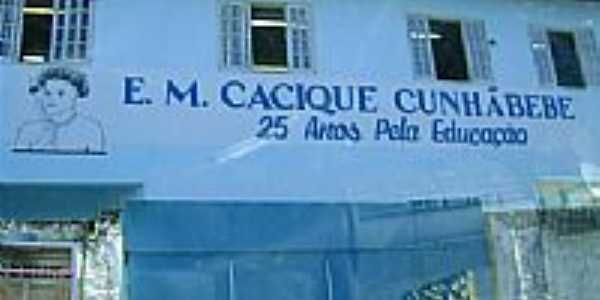 E. M. CACIQUE CUNHÃBEBE
25 Anos Pela Educação